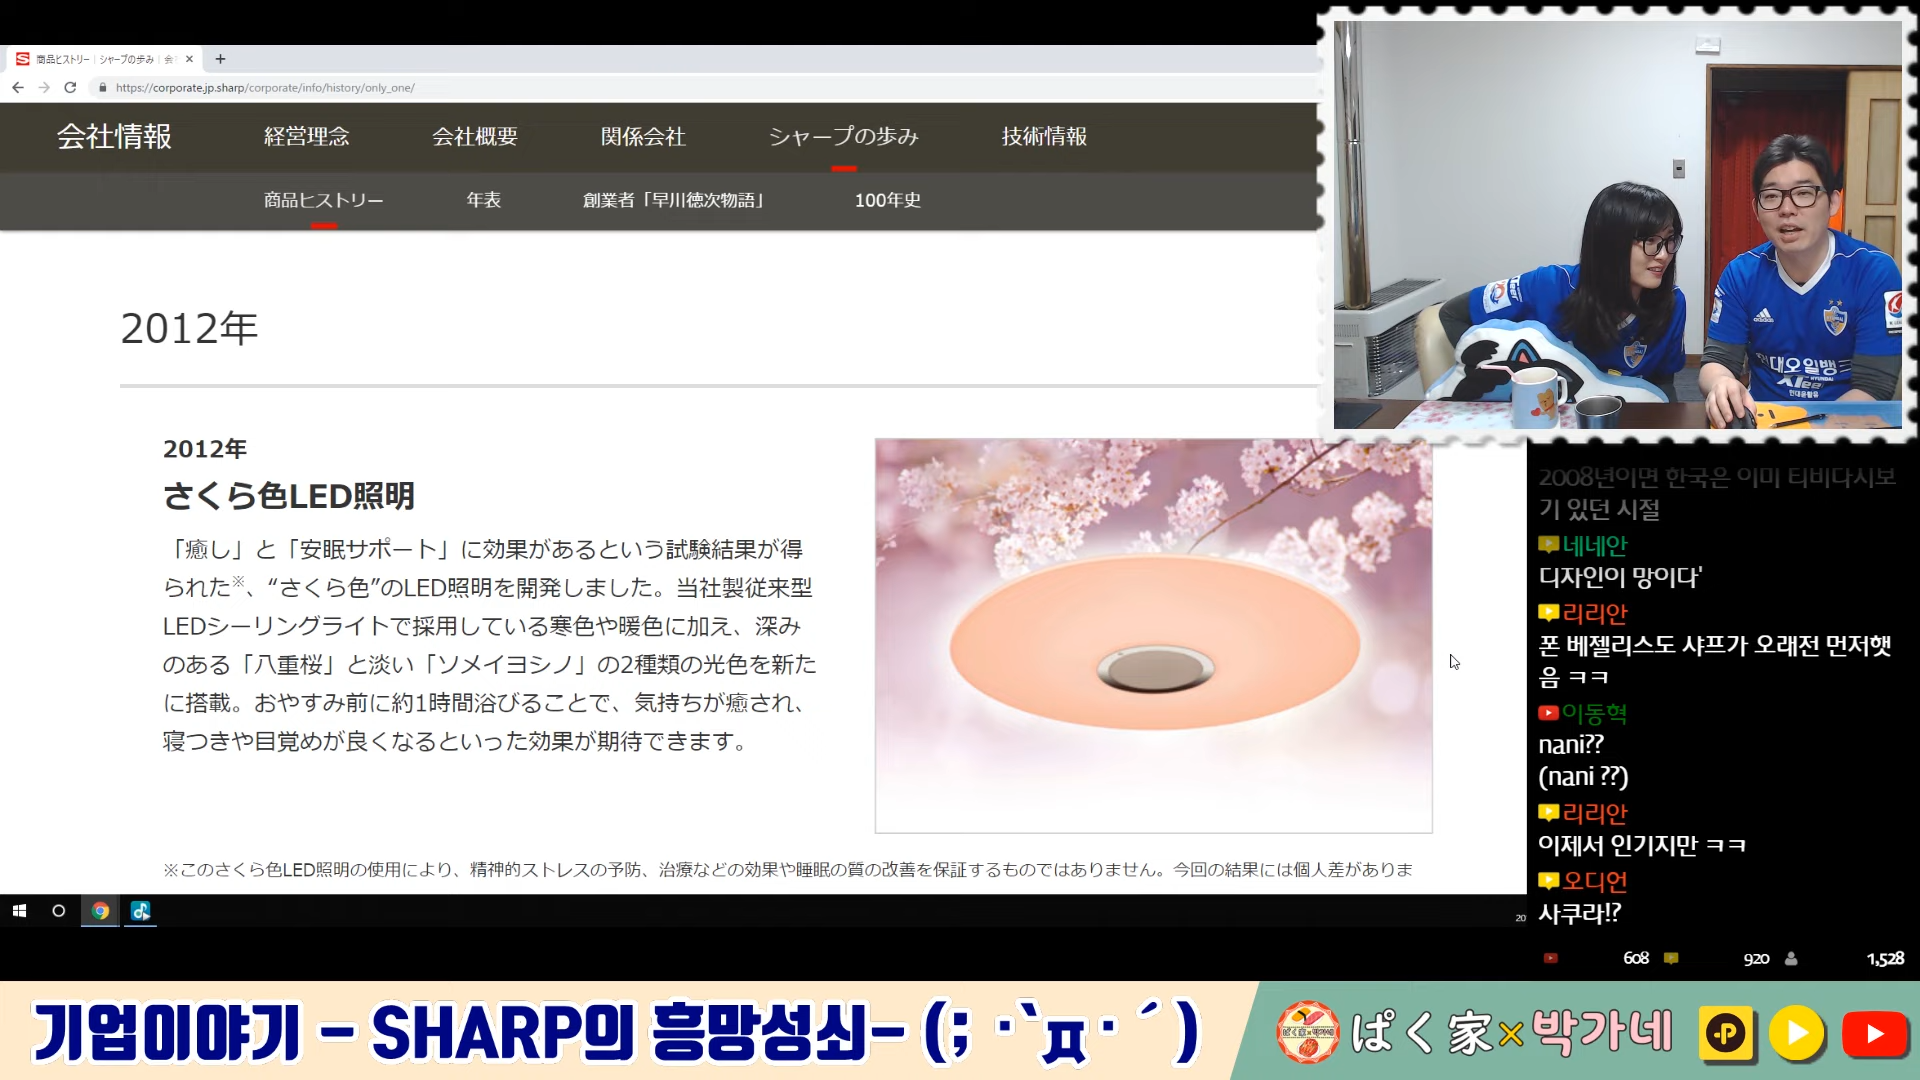 商品ヒストリー｜シャープの歩み｜会
https://corporate.jp.sharp/corporate/info/history/only_one/
会社情報 経営理念 会社概要 関係会社 シャープの歩み 技術情報
商品ヒストリー 年表 創業者「早川徳次物語」 100年史
2012年
2012年
さくら色LED照明
「癒し」と「安眠サポート」に効果があるという試験結果が得
られた※、“さくら色”のLED照明を開発しました。当社製従来型
LEDシーリングライトで採用している寒色や暖色に加え、深み
のある「八重桜」と淡い「ソメイヨシノ」の2種類の光色を新た
に搭載。おやすみ前に約1時間浴びることで、気持ちが癒され、
寝つきや目覚めが良くなるといった効果が期待できます。
※このさくら色LED照明の使用により、精神的ストレスの予防、治療などの効果や睡眠の質の改善を保証するものではありません。今回の結果には個人差がありま
20
adidas
현대오일뱅
XTeer
HYUNDAI
현대중공업
2008년이면 한국은 이미 티비다시보
기 있던 시절
네네안
디자인이 망이다'
리리안
폰 베젤리스도 샤프가 오래전 먼저햇
음 ㅋㅋ
이동혁
nani??
(nani ??)
리리안
이제서 인기지만 ㅋㅋ
오디언
사쿠라!?
608 920 1,528
기업이야기 - SHARP의 흥망성쇠- (; ･`д･´)
ぱく家×박가네